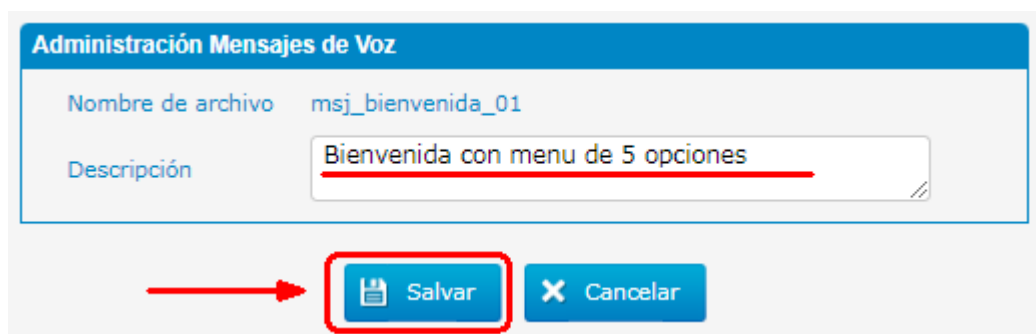 Administración Mensajes de Voz
Nombre de archivo msj_bienvenida_01
Descripción Bienvenida con menu de 5 opciones
Salvar Cancelar